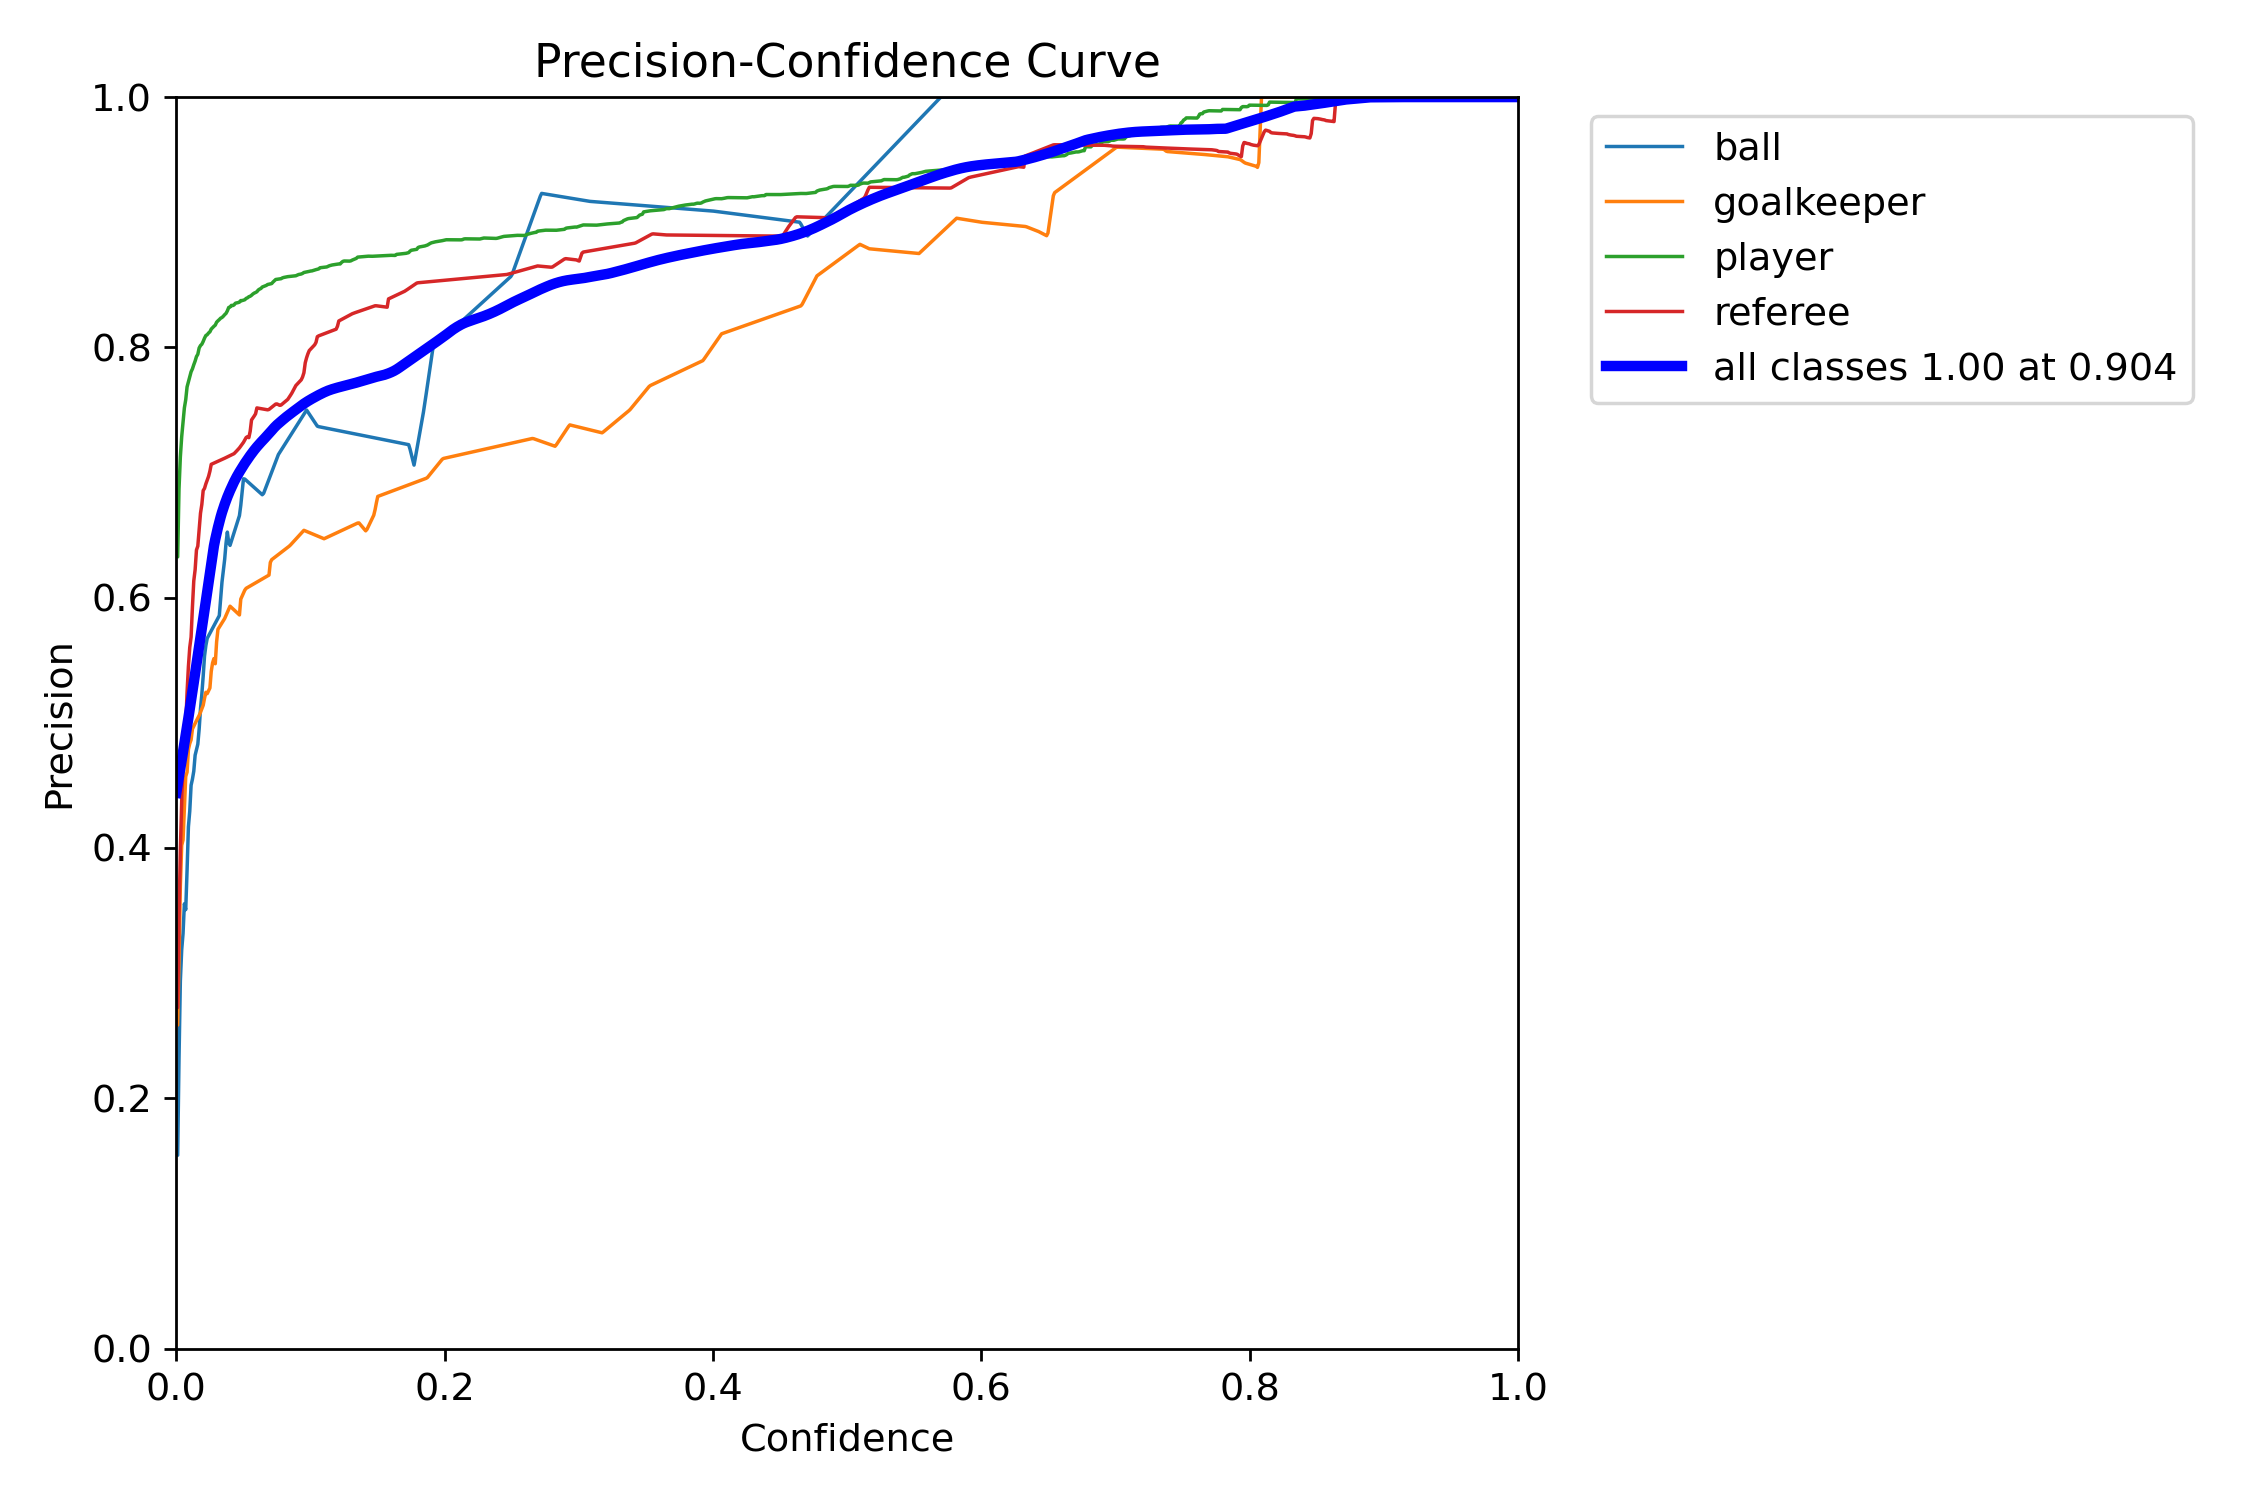 Precision-Confidence Curve
1.0
0.8
0.6
0.4
0.2
0.0
Precision
0.0 0.2 0.4 0.6 0.8 1.0
Confidence
ball
goalkeeper
player
referee
all classes 1.00 at 0.904